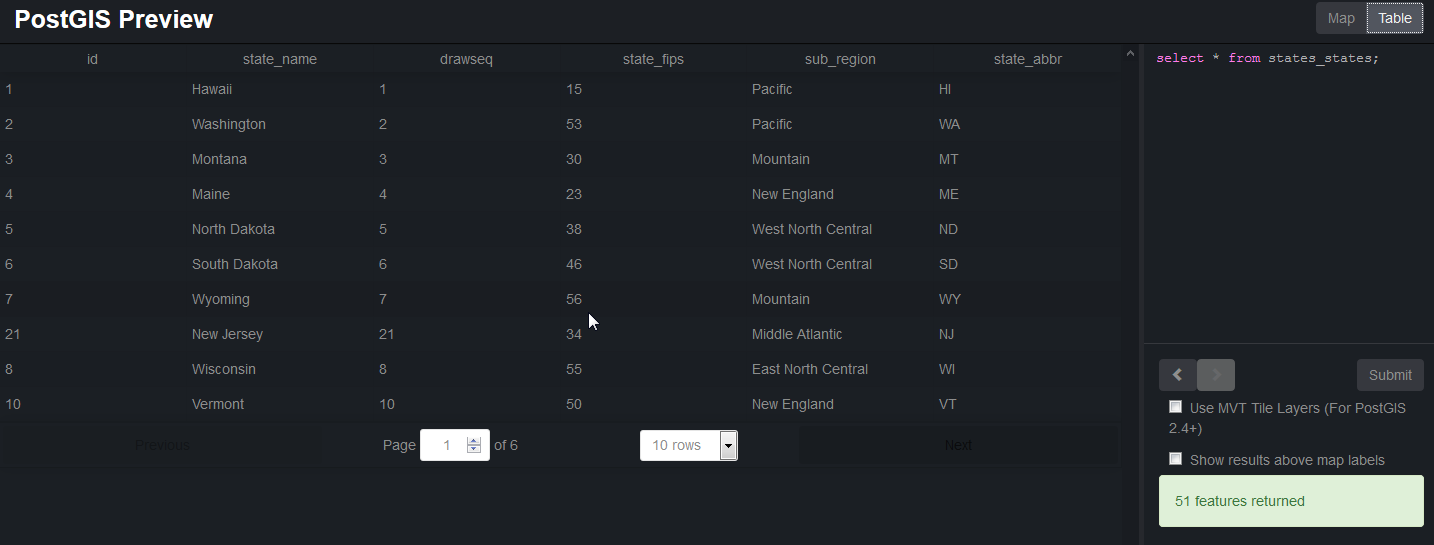 PostGIS Preview
Map Table
id state_name drawseq state_fips sub_region state_abbr
1 Hawaii 1 15 Pacific HI
2 Washington 2 53 Pacific WA
3 Montana 3 30 Mountain MT
4 Maine 4 23 New England ME
5 North Dakota 5 38 West North Central ND
6 South Dakota 6 46 West North Central SD
7 Wyoming 7 56 Mountain WY
21 New Jersey 21 34 Middle Atlantic NJ
8 Wisconsin 8 55 East North Central WI
10 Vermont 10 50 New England VT
Previous Page 1 of 6 10 rows Next
select * from states_states;
Submit
Use MVT Tile Layers (For PostGIS
2.4+)
Show results above map labels
51 features returned